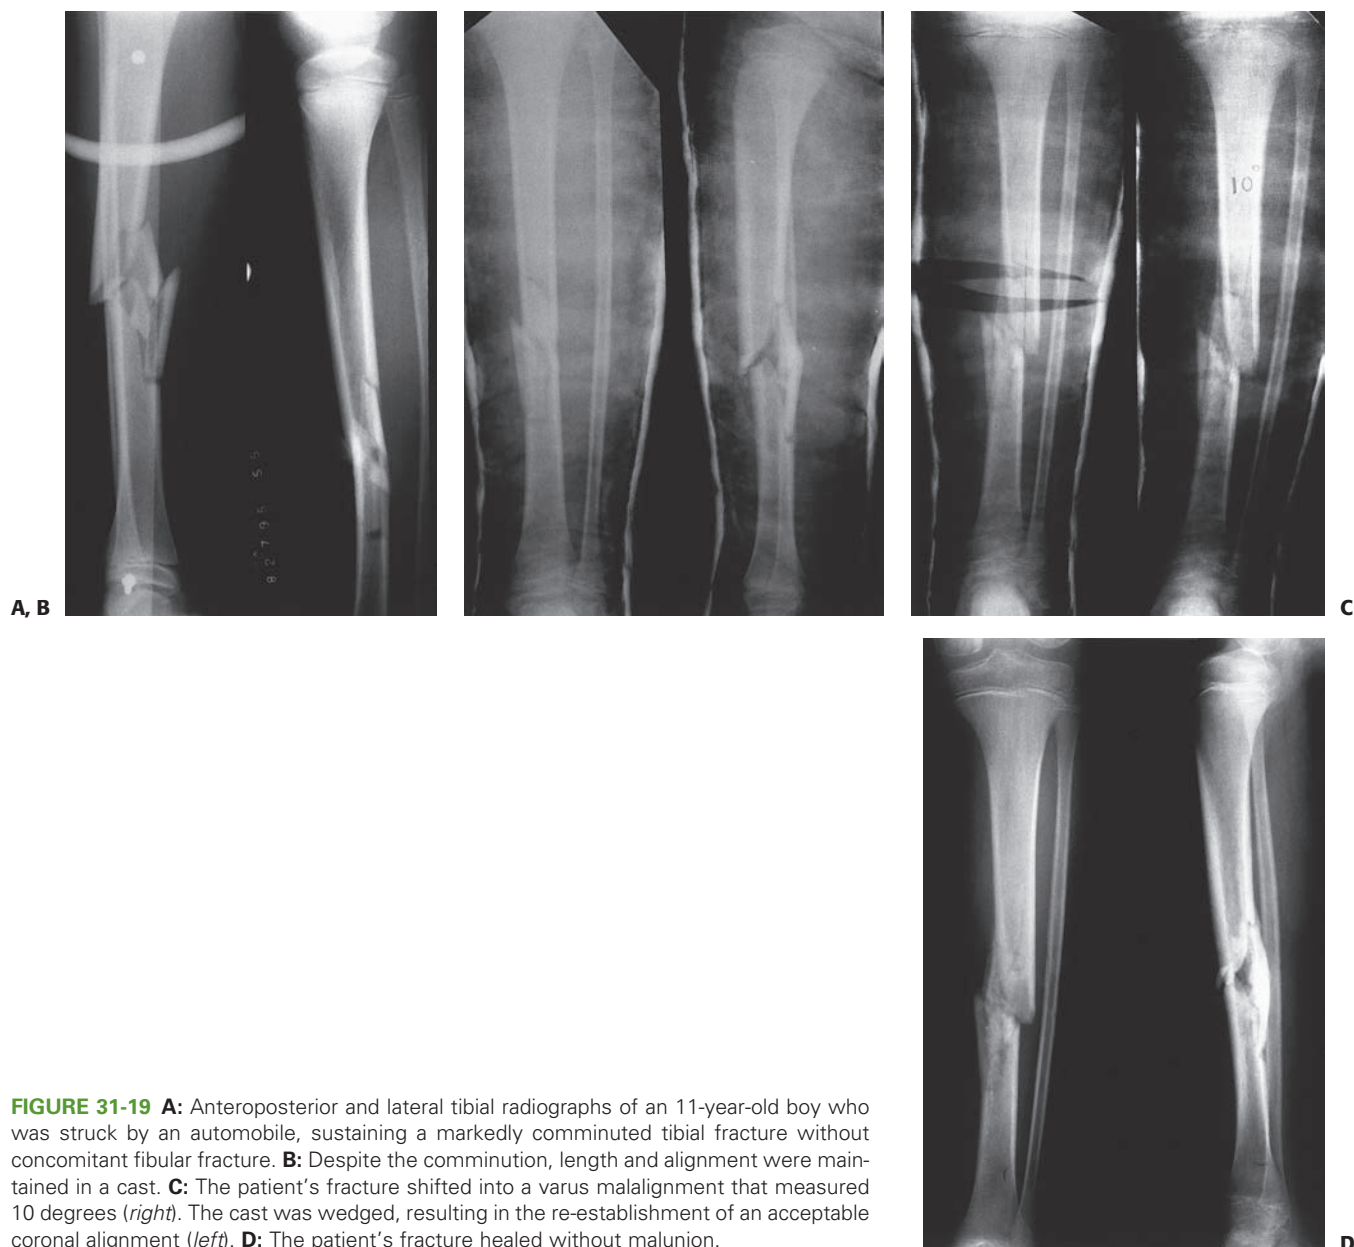 A, B
C
10°
D
FIGURE 31-19 A: Anteroposterior and lateral tibial radiographs of an 11-year-old boy who
was struck by an automobile, sustaining a markedly comminuted tibial fracture without
concomitant fibular fracture. B: Despite the comminution, length and alignment were main-
tained in a cast. C: The patient's fracture shifted into a varus malalignment that measured
10 degrees (right). The cast was wedged, resulting in the re-establishment of an acceptable
coronal alignment (left). D: The patient's fracture healed without malunion.